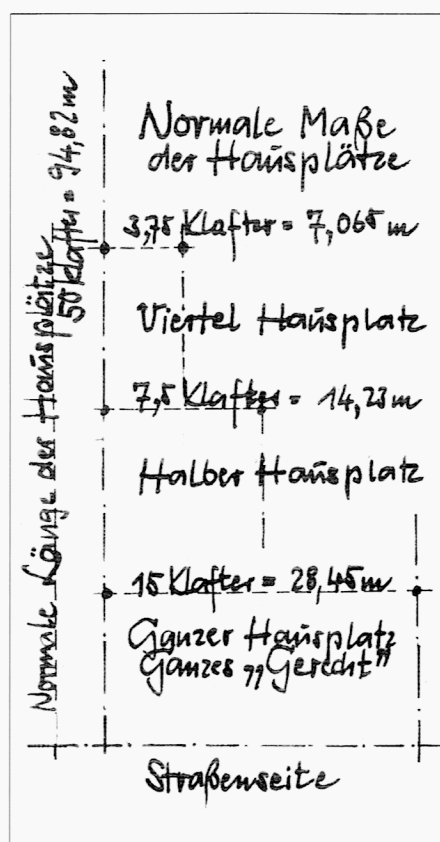 Normale Maße
der Hausplätze
3,75 Klafter = 7,065 m
Viertel Hausplatz
7,5 Klafter = 14,23 m
Halber Hausplatz
15 Klafter = 28,45 m
Ganzer Hausplatz
Ganzes „Gerecht”
Straßenseite
Normale Länge der Hausplätze
50 Klafter = 94,82 m